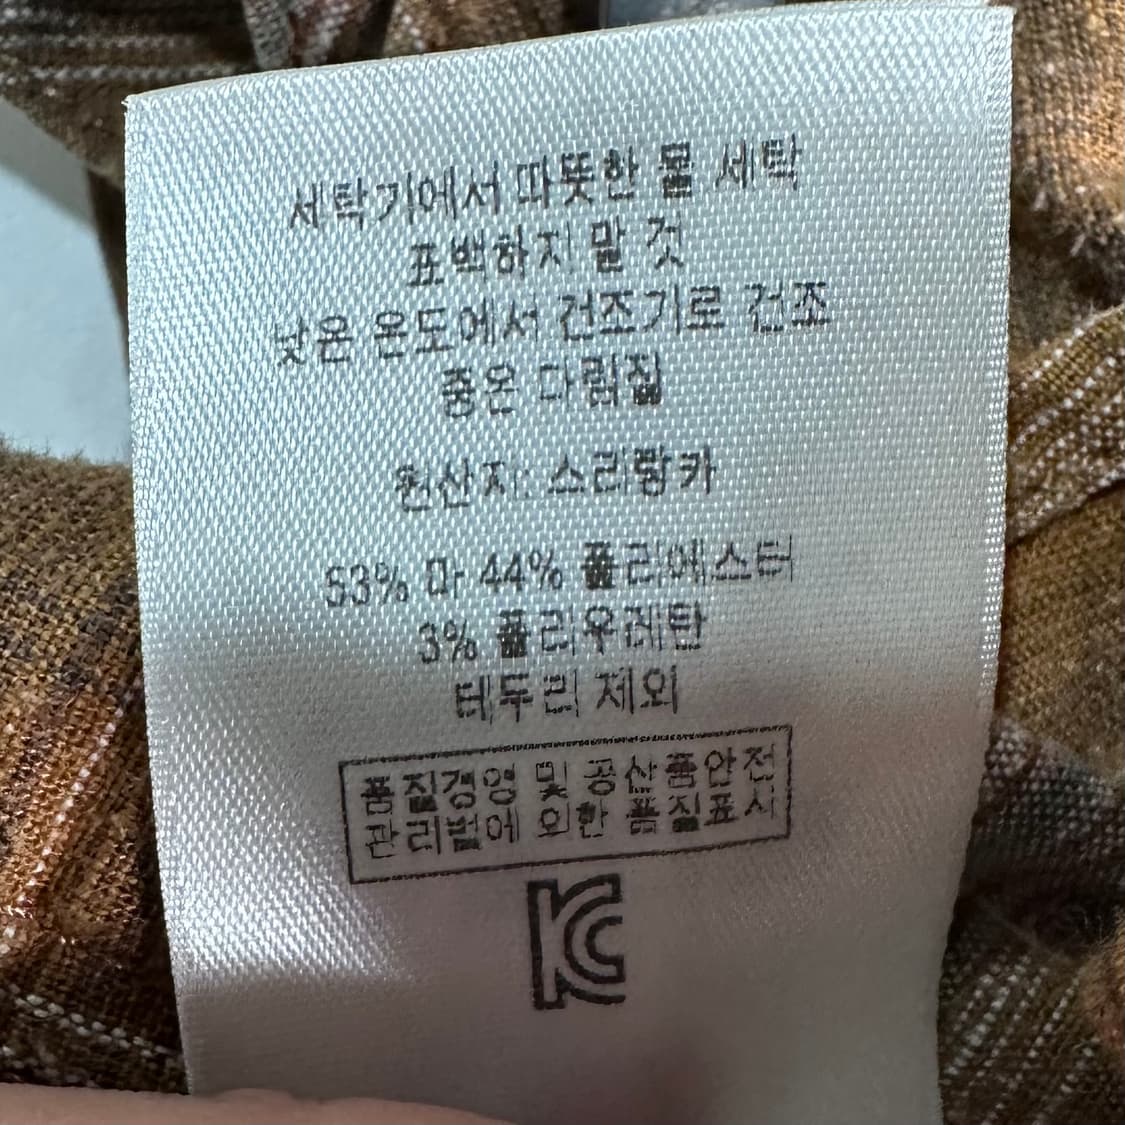 세탁기에서 따뜻한 물 세탁
표백하지 말 것
낮은 온도에서 건조기로 건조
중온 다림질
원산지: 스리랑카
53% 마 44% 폴리에스터
3% 폴리우레탄
테두리 제외
품질경영 및 공산품안전
관리법에 의한 품질표시
KC